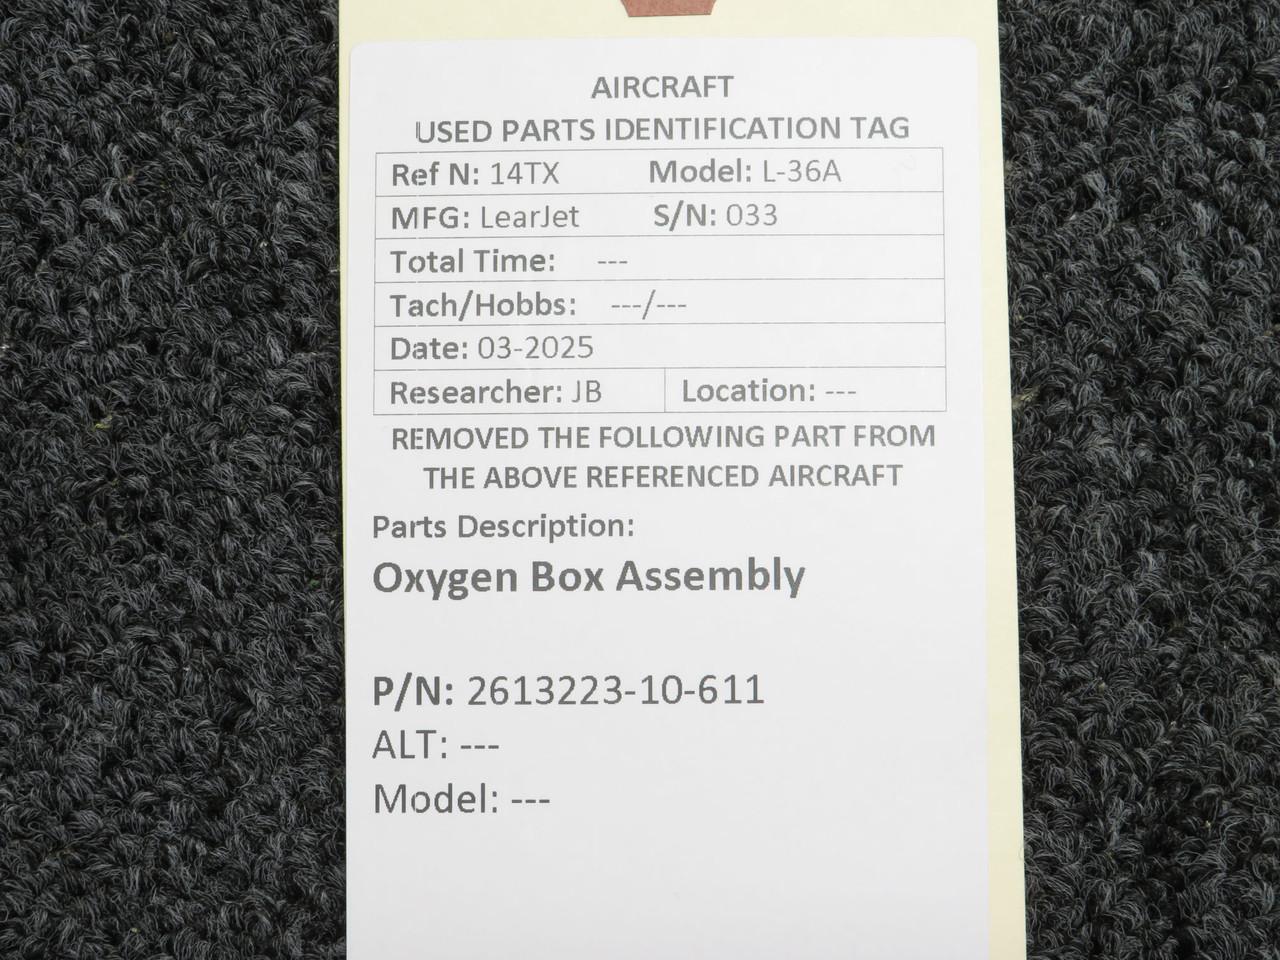 AIRCRAFT
USED PARTS IDENTIFICATION TAG
Ref N: 14TX Model: L-36A
MFG: LearJet S/N: 033
Total Time: ---
Tach/Hobbs: ---/---
Date: 03-2025
Researcher: JB Location: ---
REMOVED THE FOLLOWING PART FROM
THE ABOVE REFERENCED AIRCRAFT
Parts Description:
Oxygen Box Assembly
P/N: 2613223-10-611
ALT: ---
Model: ---